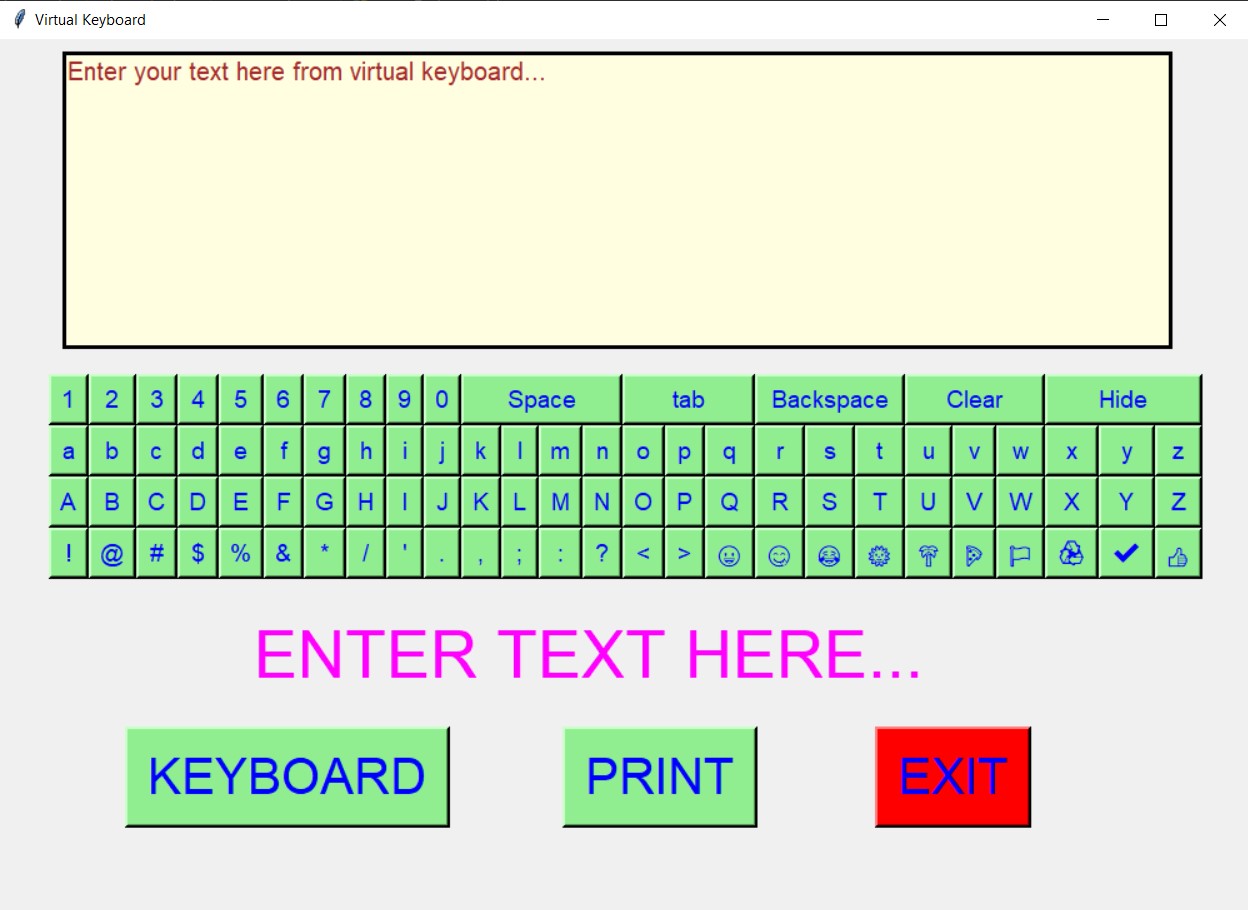 Virtual Keyboard
Enter your text here from virtual keyboard...
1 2 3 4 5 6 7 8 9 0 Space tab Backspace Clear Hide
a b c d e f g h i j k l m n o p q r s t u v w x y z
A B C D E F G H I J K L M N O P Q R S T U V W X Y Z
! @ # $ % & * / ' . , ; : ? < >
ENTER TEXT HERE...
KEYBOARD PRINT EXIT